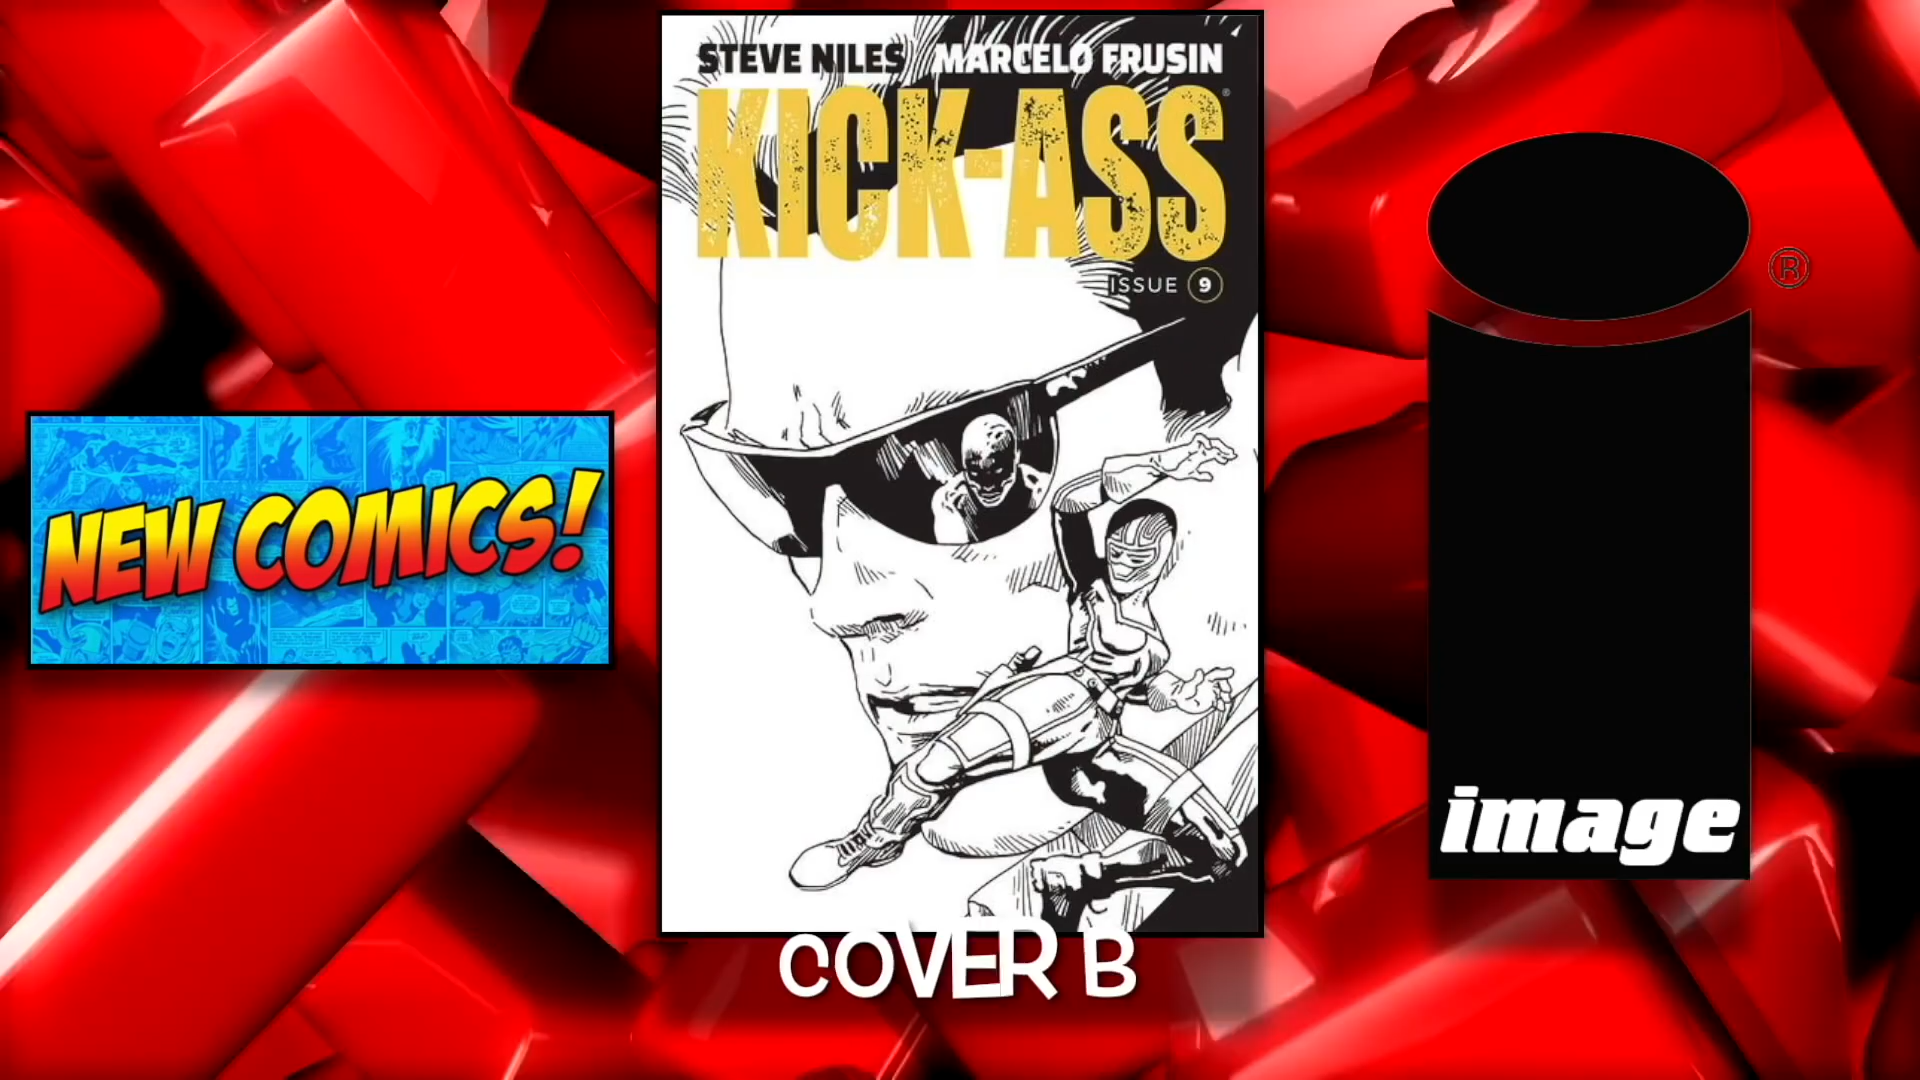 STEVE NILES MARCELO FRUSIN
KICK-ASS®
ISSUE 9
NEW COMICS!
®
image
COVER B